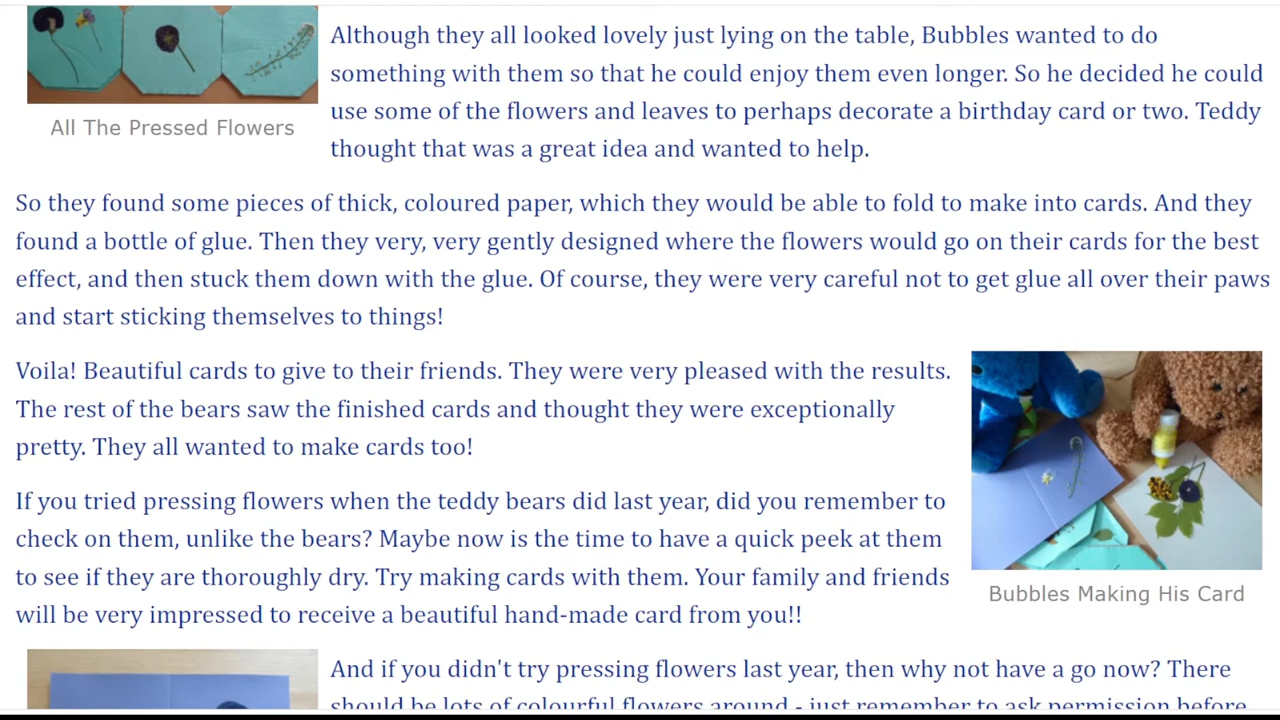 Although they all looked lovely just lying on the table, Bubbles wanted to do
something with them so that he could enjoy them even longer. So he decided he could
use some of the flowers and leaves to perhaps decorate a birthday card or two. Teddy
thought that was a great idea and wanted to help.
All The Pressed Flowers
So they found some pieces of thick, coloured paper, which they would be able to fold to make into cards. And they
found a bottle of glue. Then they very, very gently designed where the flowers would go on their cards for the best
effect, and then stuck them down with the glue. Of course, they were very careful not to get glue all over their paws
and start sticking themselves to things!
Voila! Beautiful cards to give to their friends. They were very pleased with the results.
The rest of the bears saw the finished cards and thought they were exceptionally
pretty. They all wanted to make cards too!
If you tried pressing flowers when the teddy bears did last year, did you remember to
check on them, unlike the bears? Maybe now is the time to have a quick peek at them
to see if they are thoroughly dry. Try making cards with them. Your family and friends
will be very impressed to receive a beautiful hand-made card from you!!
Bubbles Making His Card
And if you didn't try pressing flowers last year, then why not have a go now? There
should be lots of colourful flowers around - just remember to ask permission before